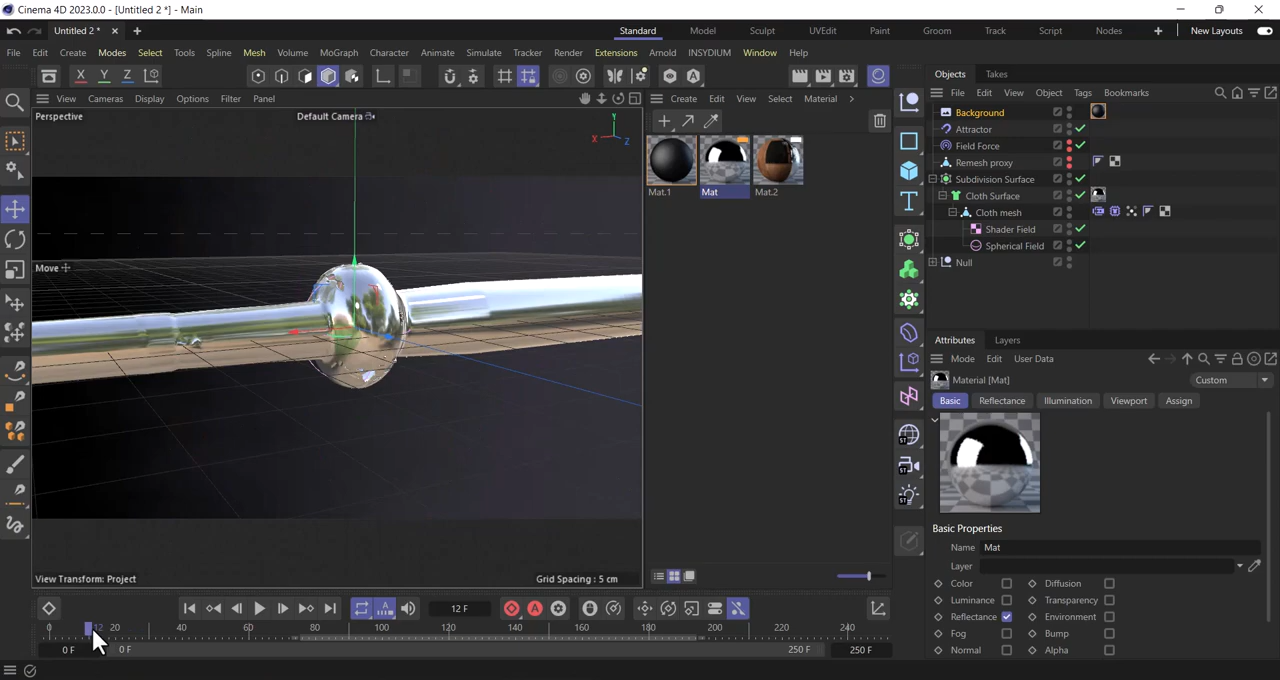 Cinema 4D 2023.0.0 - [Untitled 2 *] - Main
Untitled 2 *
Standard Model Sculpt UVEdit Paint Groom Track Script Nodes New Layouts
File Edit Create Modes Select Tools Spline Mesh Volume MoGraph Character Animate Simulate Tracker Render Extensions Arnold INSYDIUM Window Help
X Y Z
Objects Takes
View Cameras Display Options Filter Panel
Create Edit View Select Material
File Edit View Object Tags Bookmarks
Perspective
Default Camera
Y
X
Z
Mat.1 Mat Mat.2
Background
Attractor
Field Force
Remesh proxy
Subdivision Surface
Cloth Surface
Cloth mesh
Shader Field
Spherical Field
Null
Move
Attributes Layers
Mode Edit User Data
Material [Mat]
Custom
Basic Reflectance Illumination Viewport Assign
ST
ST
ST
Basic Properties
Name Mat
Layer
Color Diffusion
Luminance Transparency
Reflectance Environment
Fog Bump
Normal Alpha
View Transform: Project
Grid Spacing : 5 cm
12 F
0 12 20 40 60 80 100 120 140 160 180 200 220 240
0 F 0 F 250 F 250 F